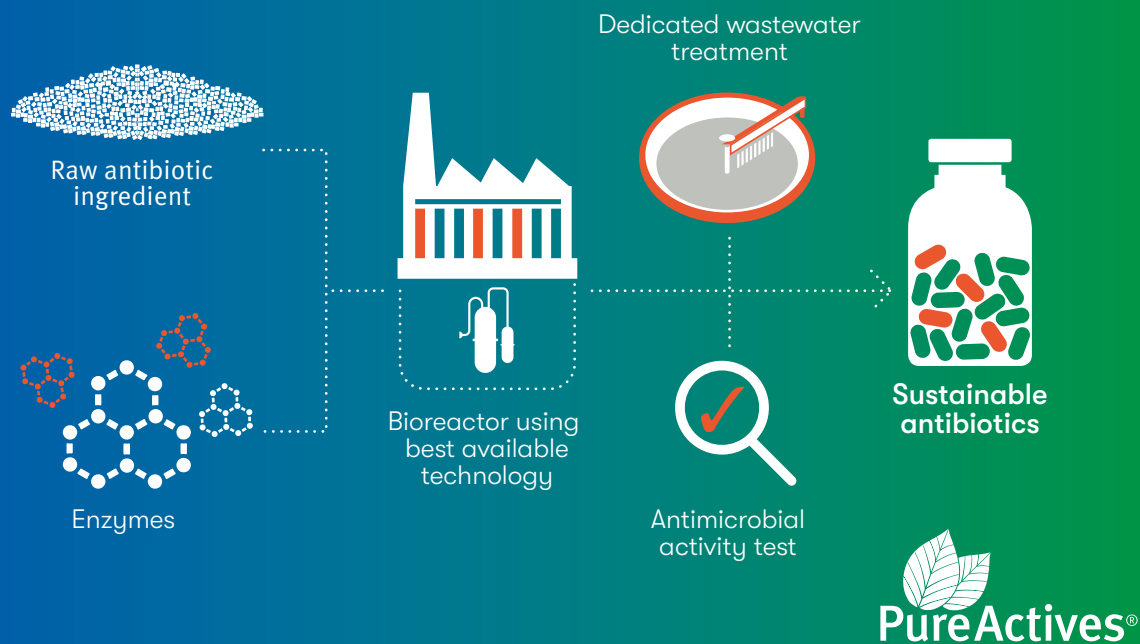 Dedicated wastewater
treatment
Raw antibiotic
ingredient
Enzymes
Bioreactor using
best available
technology
Antimicrobial
activity test
Sustainable
antibiotics
PureActives®